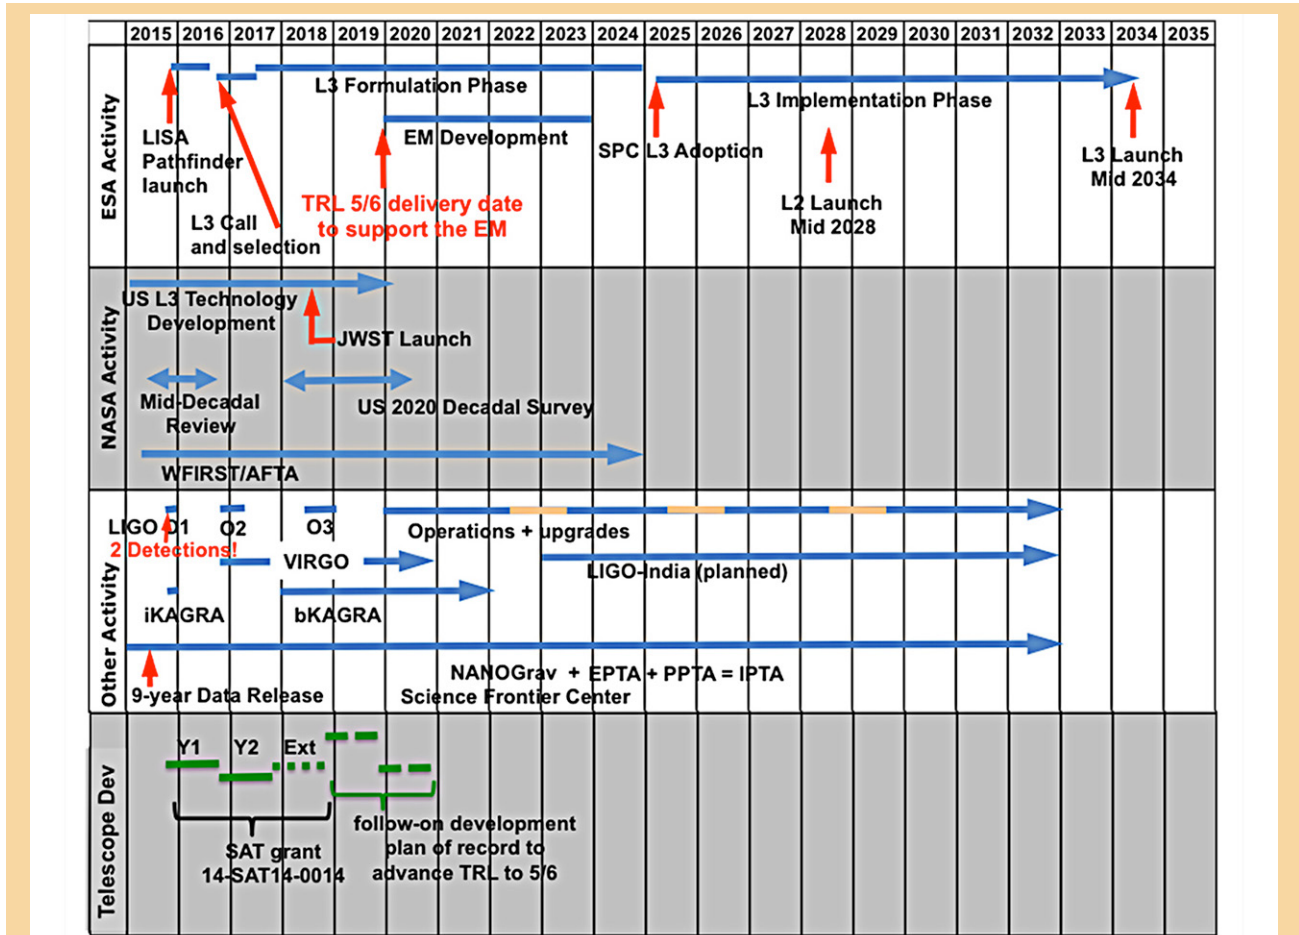 2015 2016 2017 2018 2019 2020 2021 2022 2023 2024 2025 2026 2027 2028 2029 2030 2031 2032 2033 2034 2035
ESA Activity
L3 Formulation Phase
L3 Implementation Phase
LISA
Pathfinder
launch
EM Development
SPC L3 Adoption
L3 Launch
Mid 2034
TRL 5/6 delivery date
to support the EM
L2 Launch
Mid 2028
L3 Call
and selection
NASA Activity
US L3 Technology
Development
JWST Launch
Mid-Decadal
Review
US 2020 Decadal Survey
WFIRST/AFTA
Other Activity
LIGO O1
O2
O3
Operations + upgrades
2 Detections!
VIRGO
LIGO-India (planned)
iKAGRA
bKAGRA
NANOGrav + EPTA + PPTA = IPTA
9-year Data Release
Science Frontier Center
Telescope Dev
Y1
Y2
Ext
follow-on development
plan of record to
advance TRL to 5/6
SAT grant
14-SAT14-0014